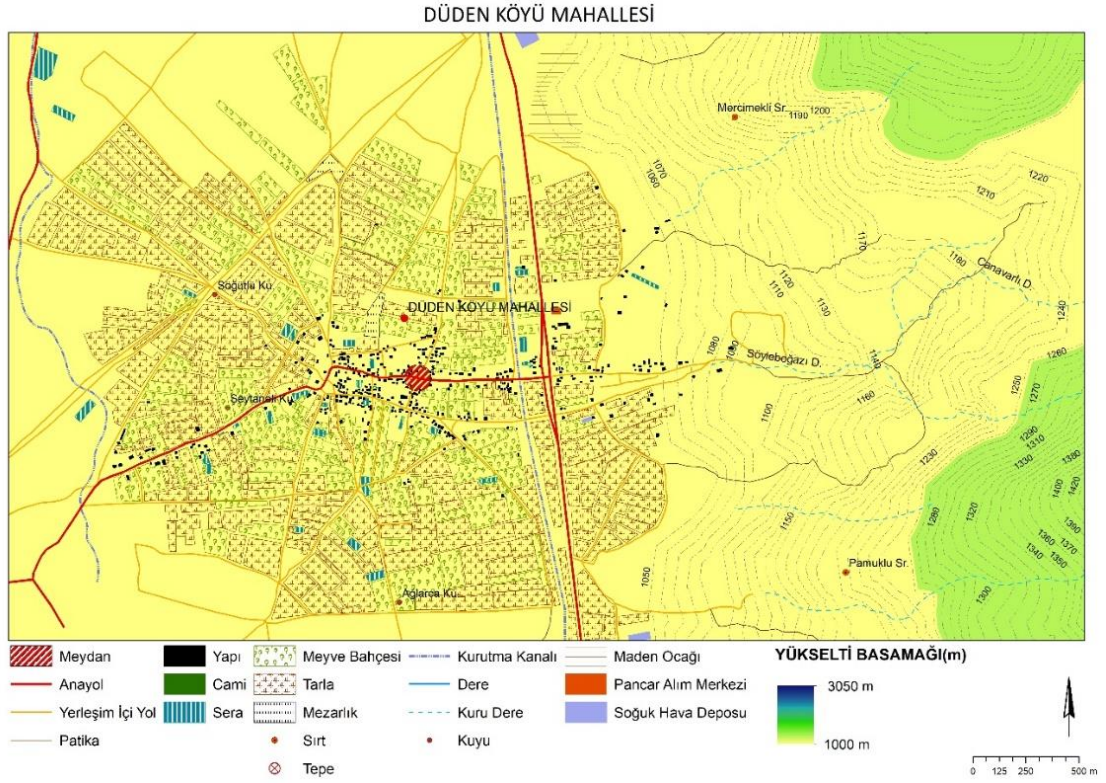 DÜDEN KÖYÜ MAHALLESİ
Mercimekli Sr.
1200
1190
1070
1060
1220
1210
1170
1180
Canavarlı D.
1120
1110
1130
1240
Soğutlu Ku.
DÜDEN KÖYÜ MAHALLESİ
1080
1090
Söyleboğazı D.
1140
1260
1250
1270
Şeytaneli Ku.
1160
1100
1290
1310
1330
1230
1380
1400
1420
1280
1320
1150
1390
1360
1370
1340
1350
Pamuklu Sr.
1050
1300
Ağlarca Ku.
Meydan
Yapı
Meyve Bahçesi
Kurutma Kanalı
Maden Ocağı
YÜKSELTİ BASAMAĞI(m)
Anayol
Cami
Tarla
Dere
Pancar Alım Merkezi
3050 m
Yerleşim İçi Yol
Sera
Mezarlık
Kuru Dere
Soğuk Hava Deposu
Patika
Sırt
Kuyu
1000 m
Tepe
0 125 250 500 m